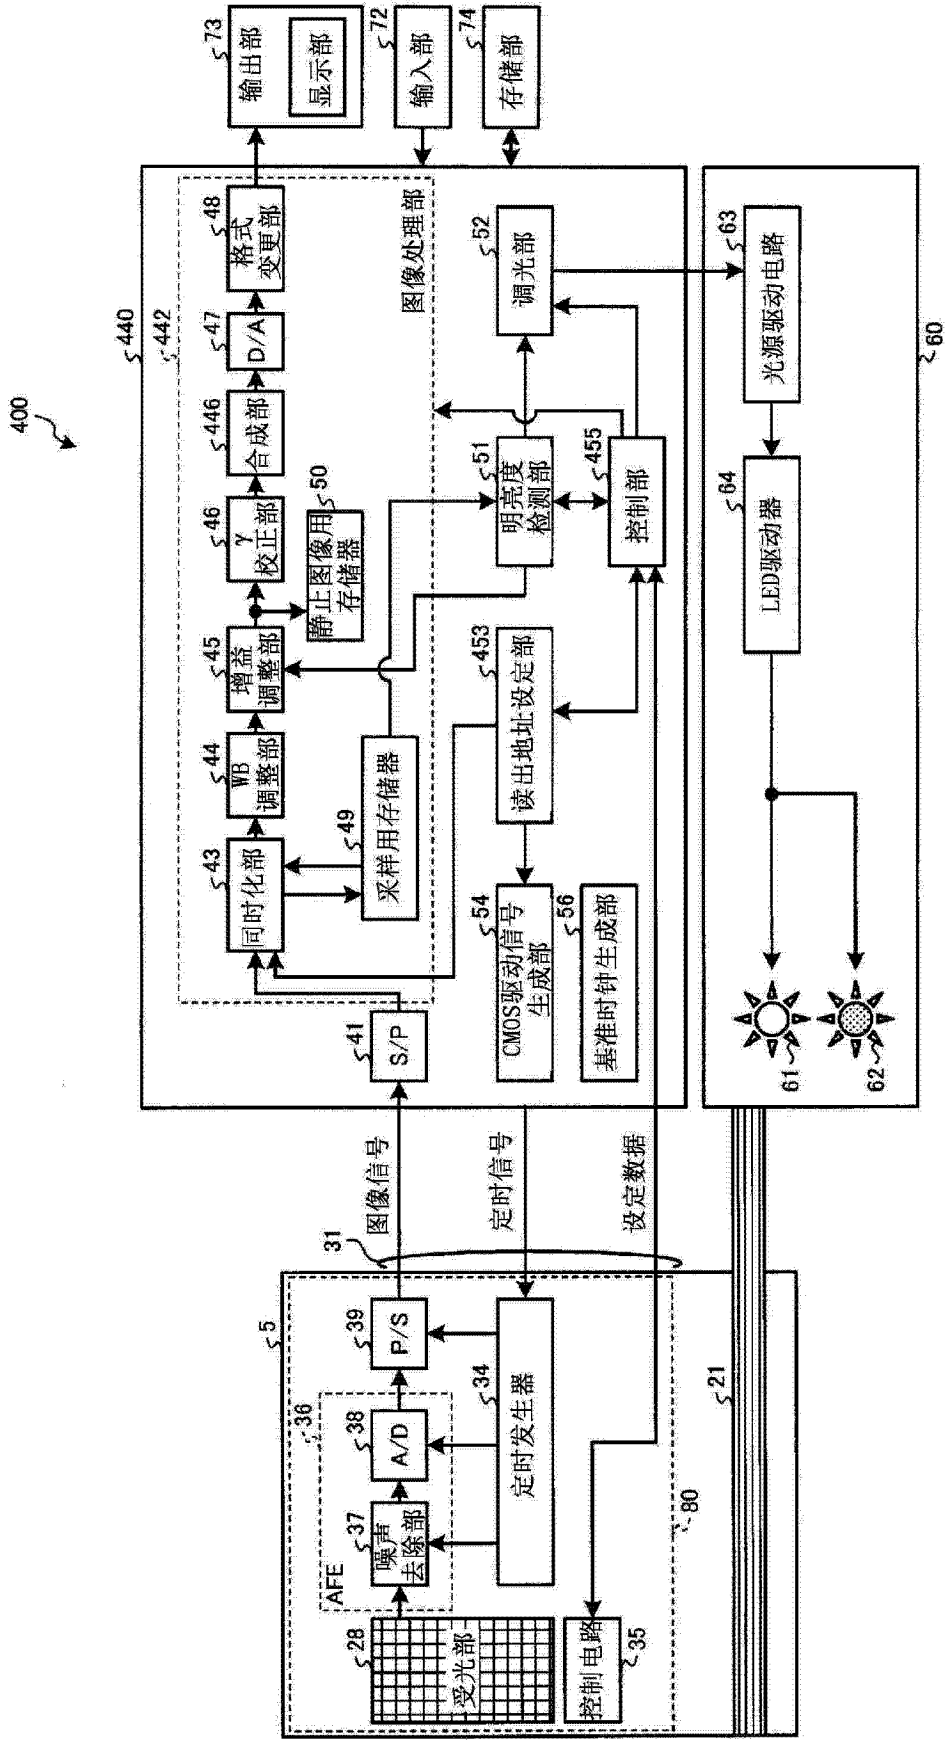 400
5
36
AFE
28
受光部
37
噪声
去除部
38
A/D
39
P/S
34
定时发生器
35
控制电路
80
21
31
图像信号
定时信号
设定数据
440
442
41
S/P
43
同时化部
44
WB
调整部
45
增益
调整部
46
γ
校正部
446
合成部
47
D/A
48
格式
变更部
49
采样用存储器
50
静止图像用
存储器
图像处理部
51
明亮度
检测部
52
调光部
453
读出地址设定部
54
CMOS驱动信号
生成部
455
控制部
56
基准时钟生成部
73
输出部
显示部
72
输入部
74
存储部
60
63
光源驱动电路
64
LED驱动器
61
62